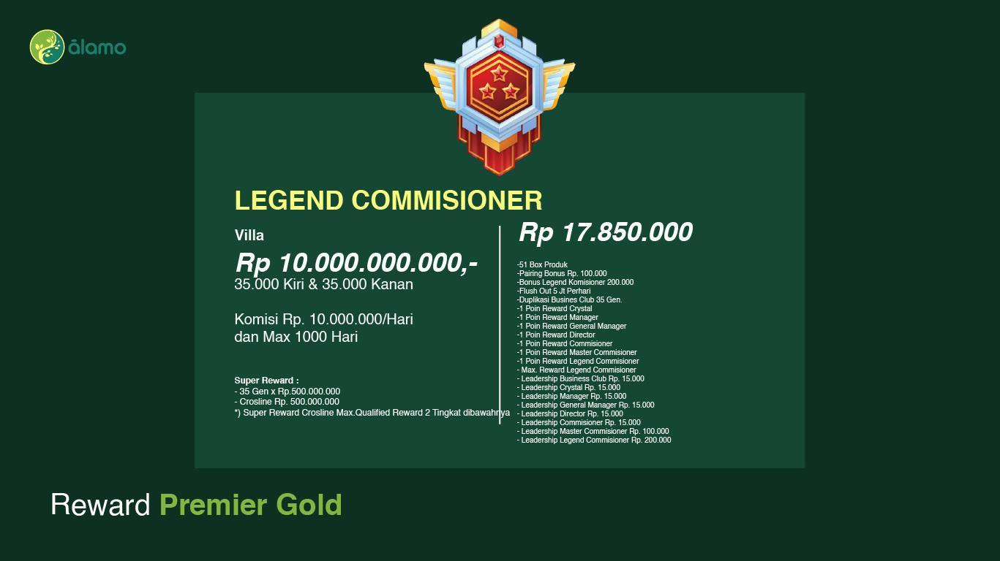 ālamo
LEGEND COMMISIONER
Villa
Rp 10.000.000.000,-
35.000 Kiri & 35.000 Kanan
Komisi Rp. 10.000.000/Hari
dan Max 1000 Hari
Super Reward :
- 35 Gen x Rp.500.000.000
- Crosline Rp. 500.000.000
*) Super Reward Crosline Max.Qualified Reward 2 Tingkat dibawahnya
Rp 17.850.000
-51 Box Produk
-Pairing Bonus Rp. 100.000
-Bonus Legend Komisioner 200.000
-Flush Out 5 Jt Perhari
-Duplikasi Busines Club 35 Gen.
-1 Poin Reward Crystal
-1 Poin Reward Manager
-1 Poin Reward General Manager
-1 Poin Reward Director
-1 Poin Reward Commisioner
-1 Poin Reward Master Commisioner
-1 Poin Reward Legend Commisioner
- Max. Reward Legend Commisioner
- Leadership Business Club Rp. 15.000
- Leadership Crystal Rp. 15.000
- Leadership Manager Rp. 15.000
- Leadership General Manager Rp. 15.000
- Leadership Director Rp. 15.000
- Leadership Commisioner Rp. 15.000
- Leadership Master Commisioner Rp. 100.000
- Leadership Legend Commisioner Rp. 200.000
Reward Premier Gold